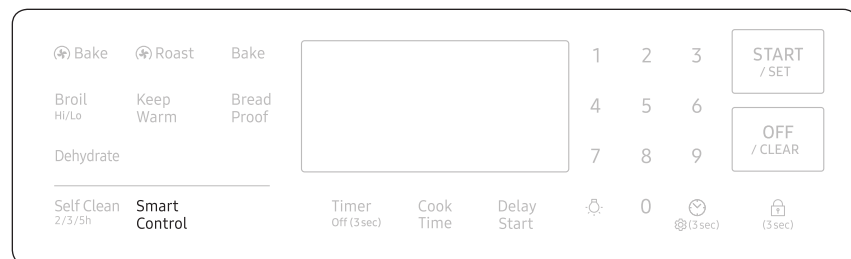 Bake Roast Bake 1 2 3 START
/ SET
Broil Keep Bread
Hi/Lo Warm Proof
4 5 6
OFF
/ CLEAR
Dehydrate 7 8 9
Self Clean Smart Timer Cook Delay 0
2/3/5h Control Off (3 sec) Time Start (3 sec) (3 sec)